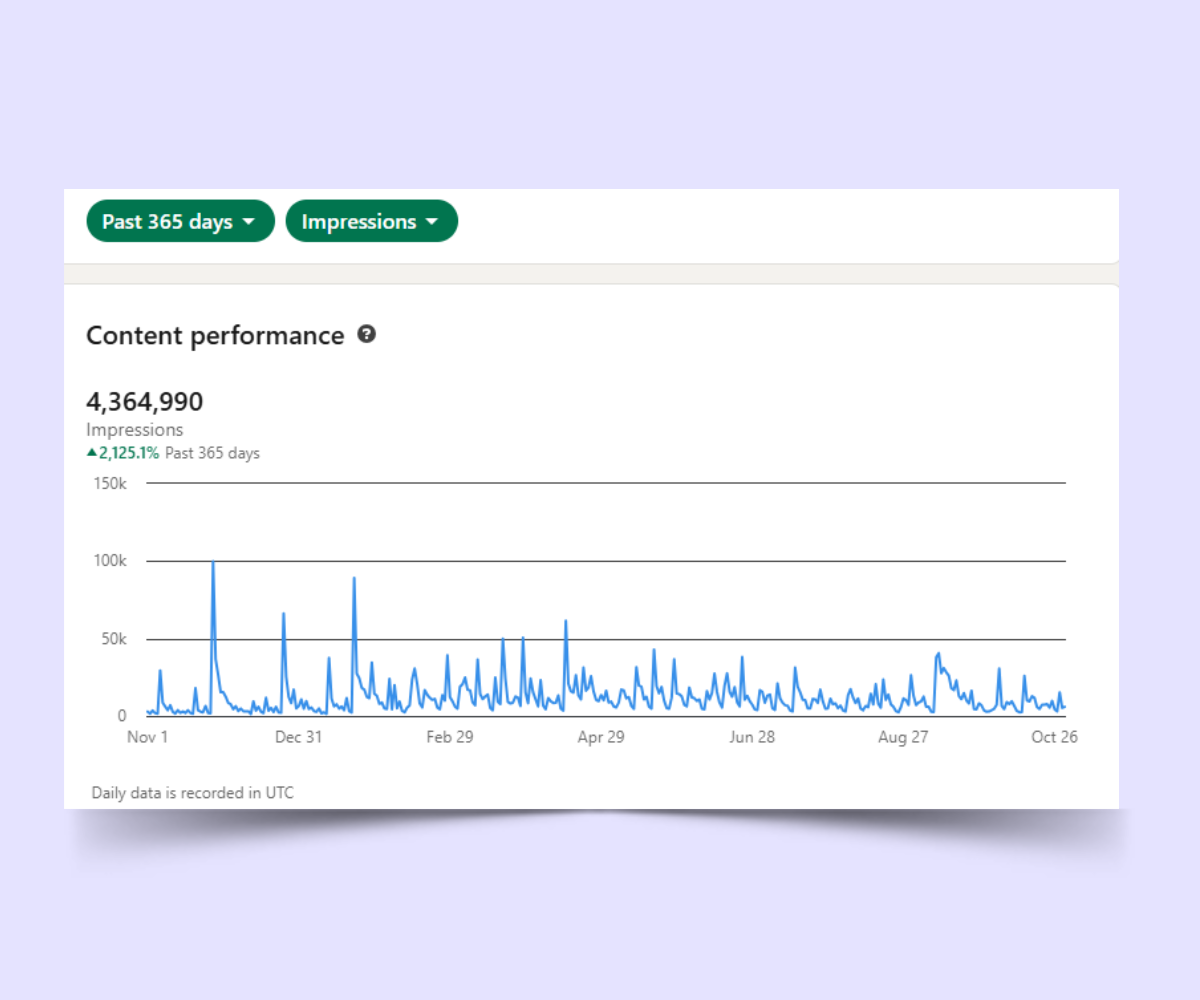 Past 365 days Impressions
Content performance
4,364,990
Impressions
2,125.1% Past 365 days
150k
100k
50k
0
Nov 1 Dec 31 Feb 29 Apr 29 Jun 28 Aug 27 Oct 26
Daily data is recorded in UTC